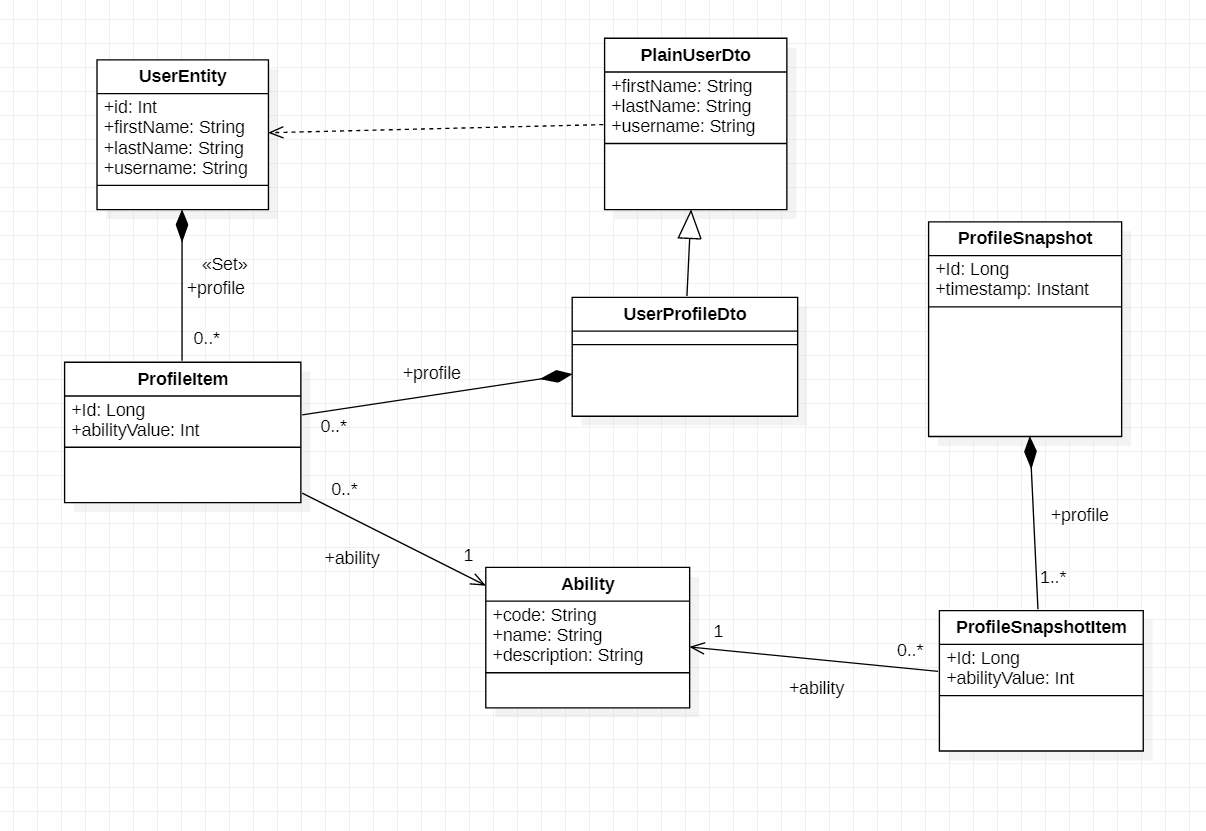 UserEntity
+id: Int
+firstName: String
+lastName: String
+username: String
PlainUserDto
+firstName: String
+lastName: String
+username: String
«Set»
+profile
0..*
ProfileSnapshot
+Id: Long
+timestamp: Instant
UserProfileDto
ProfileItem
+Id: Long
+abilityValue: Int
+profile
0..*
0..*
+ability
1
+profile
1..*
Ability
+code: String
+name: String
+description: String
1
0..*
+ability
ProfileSnapshotItem
+Id: Long
+abilityValue: Int